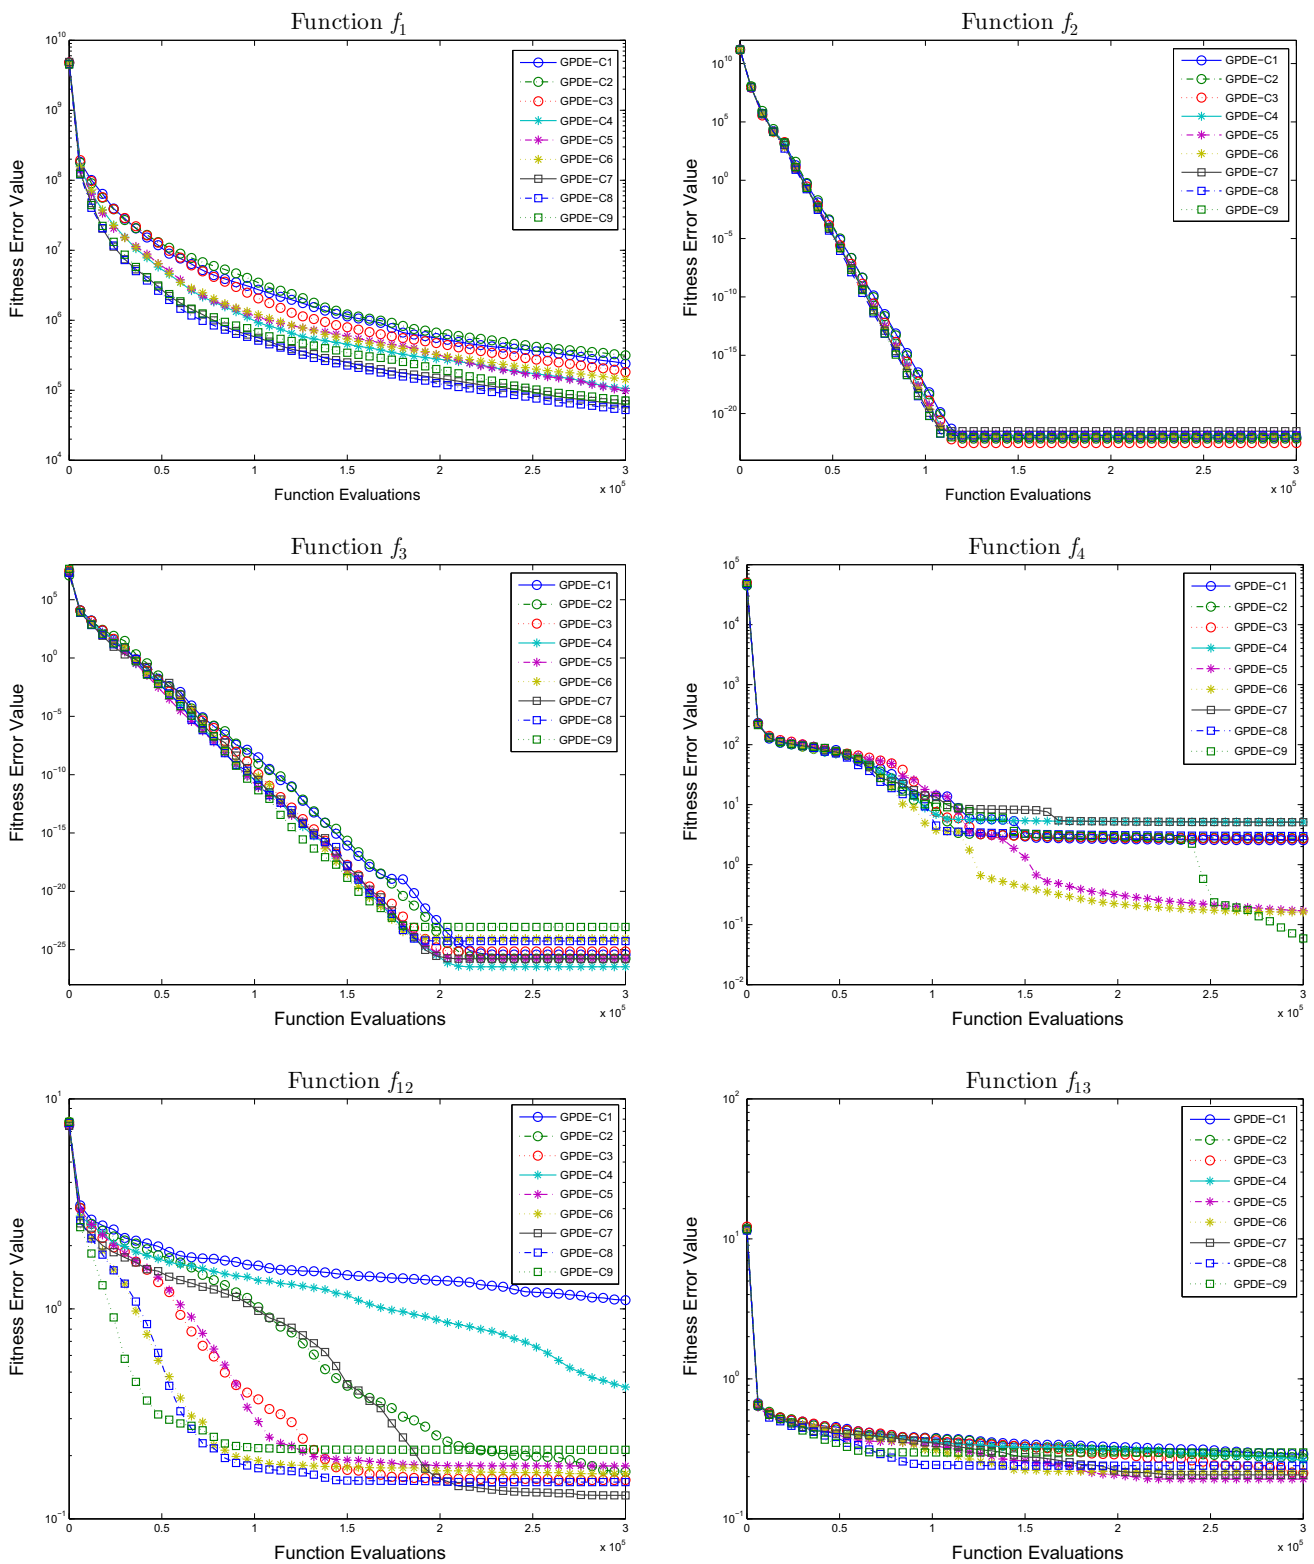 Function f1
Fitness Error Value
10^10
10^9
10^8
10^7
10^6
10^5
10^4
GPDE−C1
GPDE−C2
GPDE−C3
GPDE−C4
GPDE−C5
GPDE−C6
GPDE−C7
GPDE−C8
GPDE−C9
0 0.5 1 1.5 2 2.5 3
x 10^5
Function Evaluations
Function f2
Fitness Error Value
10^10
10^5
10^0
10^−5
10^−10
10^−15
10^−20
GPDE−C1
GPDE−C2
GPDE−C3
GPDE−C4
GPDE−C5
GPDE−C6
GPDE−C7
GPDE−C8
GPDE−C9
0 0.5 1 1.5 2 2.5 3
x 10^5
Function Evaluations
Function f3
Fitness Error Value
10^5
10^0
10^−5
10^−10
10^−15
10^−20
10^−25
GPDE−C1
GPDE−C2
GPDE−C3
GPDE−C4
GPDE−C5
GPDE−C6
GPDE−C7
GPDE−C8
GPDE−C9
0 0.5 1 1.5 2 2.5 3
x 10^5
Function Evaluations
Function f4
Fitness Error Value
10^5
10^4
10^3
10^2
10^1
10^0
10^−1
10^−2
GPDE−C1
GPDE−C2
GPDE−C3
GPDE−C4
GPDE−C5
GPDE−C6
GPDE−C7
GPDE−C8
GPDE−C9
0 0.5 1 1.5 2 2.5 3
x 10^5
Function Evaluations
Function f12
Fitness Error Value
10^1
10^0
10^−1
GPDE−C1
GPDE−C2
GPDE−C3
GPDE−C4
GPDE−C5
GPDE−C6
GPDE−C7
GPDE−C8
GPDE−C9
0 0.5 1 1.5 2 2.5 3
x 10^5
Function Evaluations
Function f13
Fitness Error Value
10^2
10^1
10^0
10^−1
GPDE−C1
GPDE−C2
GPDE−C3
GPDE−C4
GPDE−C5
GPDE−C6
GPDE−C7
GPDE−C8
GPDE−C9
0 0.5 1 1.5 2 2.5 3
x 10^5
Function Evaluations